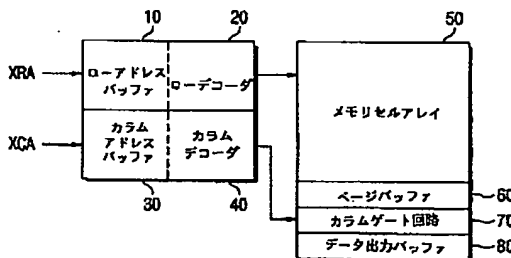 10
20
50
XRA
ローアドレス
バッファ
ローデコーダ
XCA
カラム
アドレス
バッファ
カラム
デコーダ
30
40
メモリセルアレイ
ページバッファ
60
カラムゲート回路
70
データ出力バッファ
80